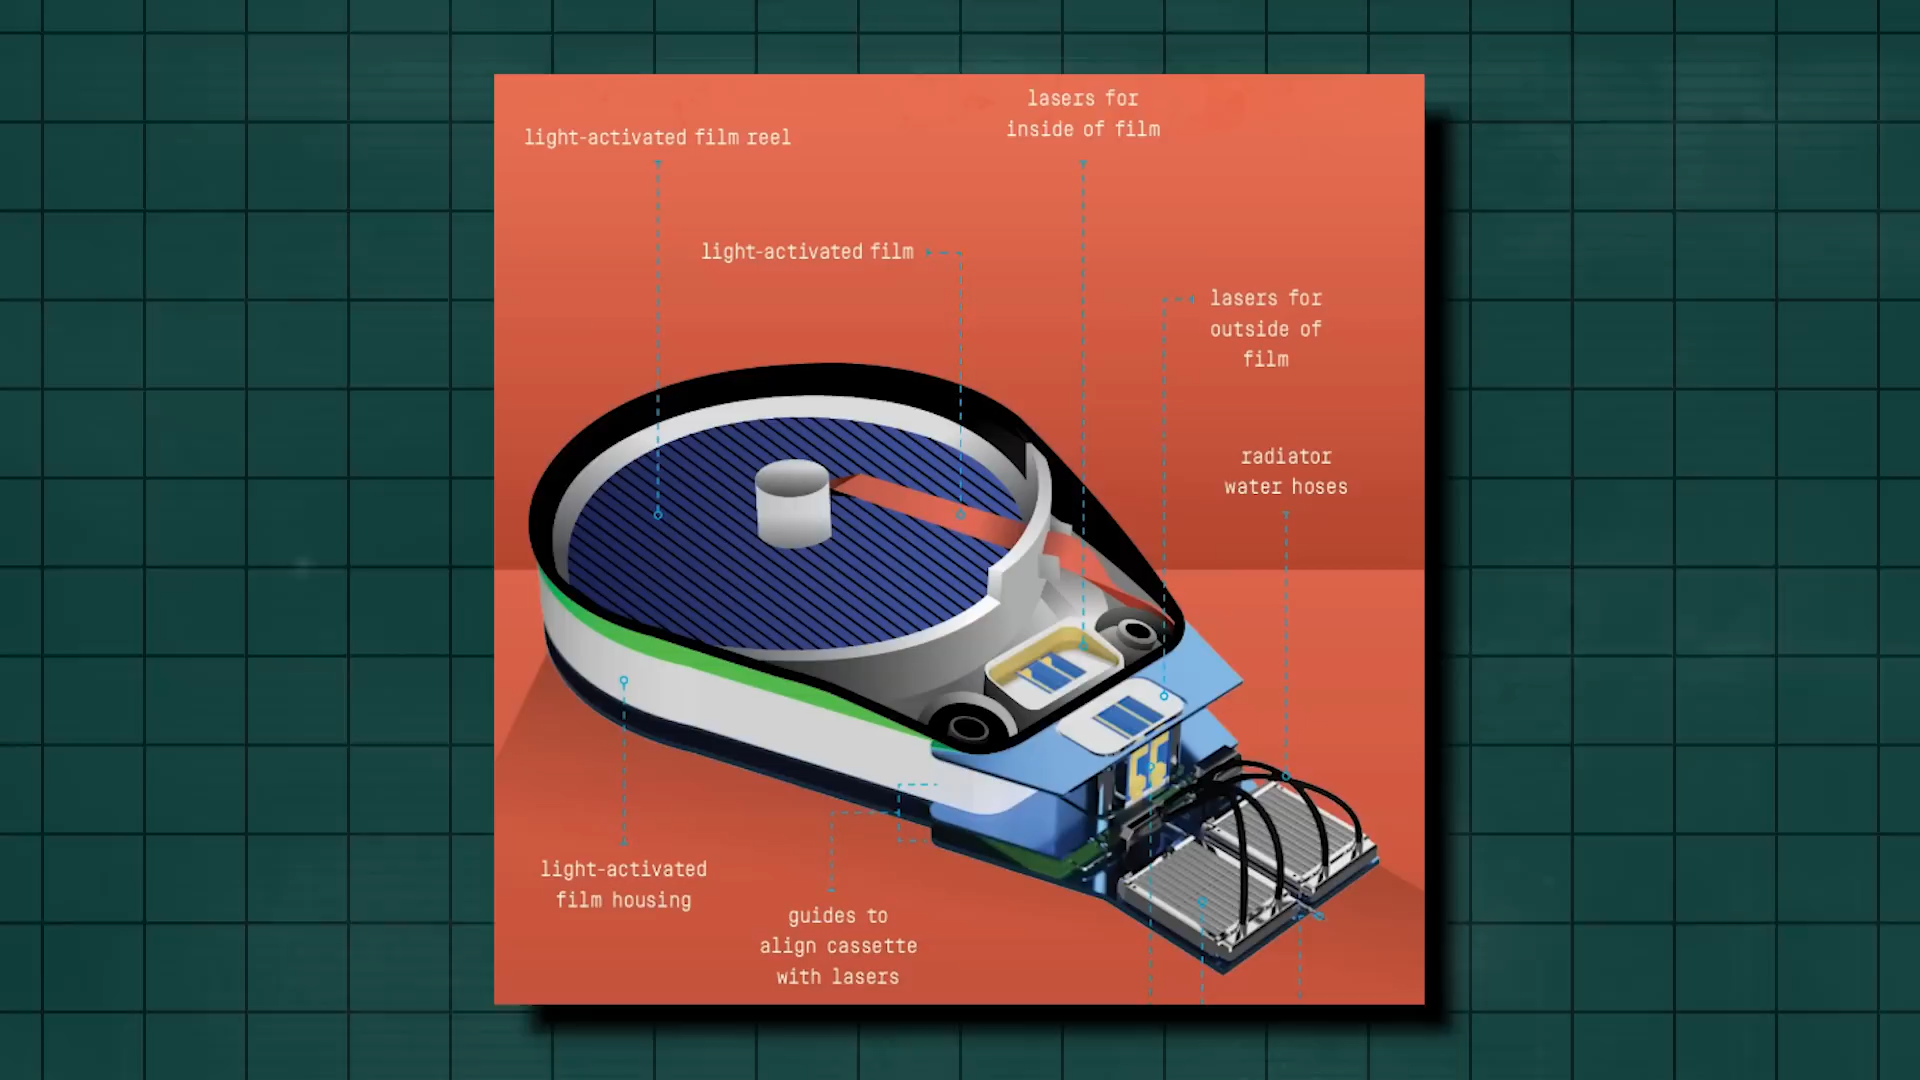 lasers for
inside of film
light-activated film reel
light-activated film
lasers for
outside of
film
radiator
water hoses
light-activated
film housing
guides to
align cassette
with lasers